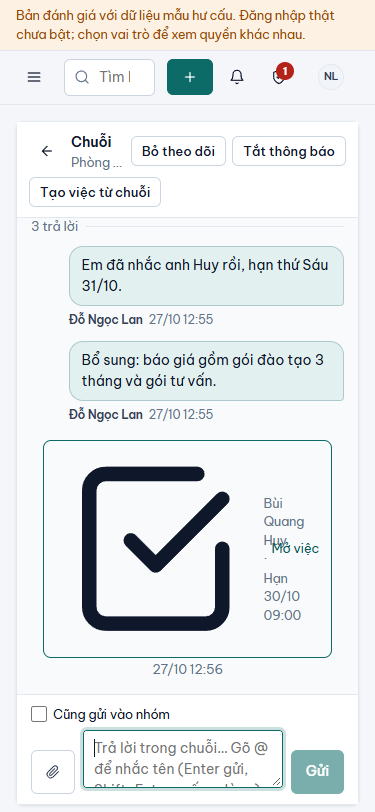 Bản đánh giá với dữ liệu mẫu hư cấu. Đăng nhập thật
chưa bật; chọn vai trò để xem quyền khác nhau.
Tìm
1
NL
Chuỗi
Phòng ...
Bỏ theo dõi
Tắt thông báo
Tạo việc từ chuỗi
3 trả lời
Em đã nhắc anh Huy rồi, hạn thứ Sáu
31/10.
Đỗ Ngọc Lan 27/10 12:55
Bổ sung: báo giá gồm gói đào tạo 3
tháng và gói tư vấn.
Đỗ Ngọc Lan 27/10 12:55
Bùi
Quang
Huy
·
Mở việc
Hạn
30/10
09:00
27/10 12:56
Cũng gửi vào nhóm
Trả lời trong chuỗi... Gõ @
để nhắc tên (Enter gửi,
Gửi